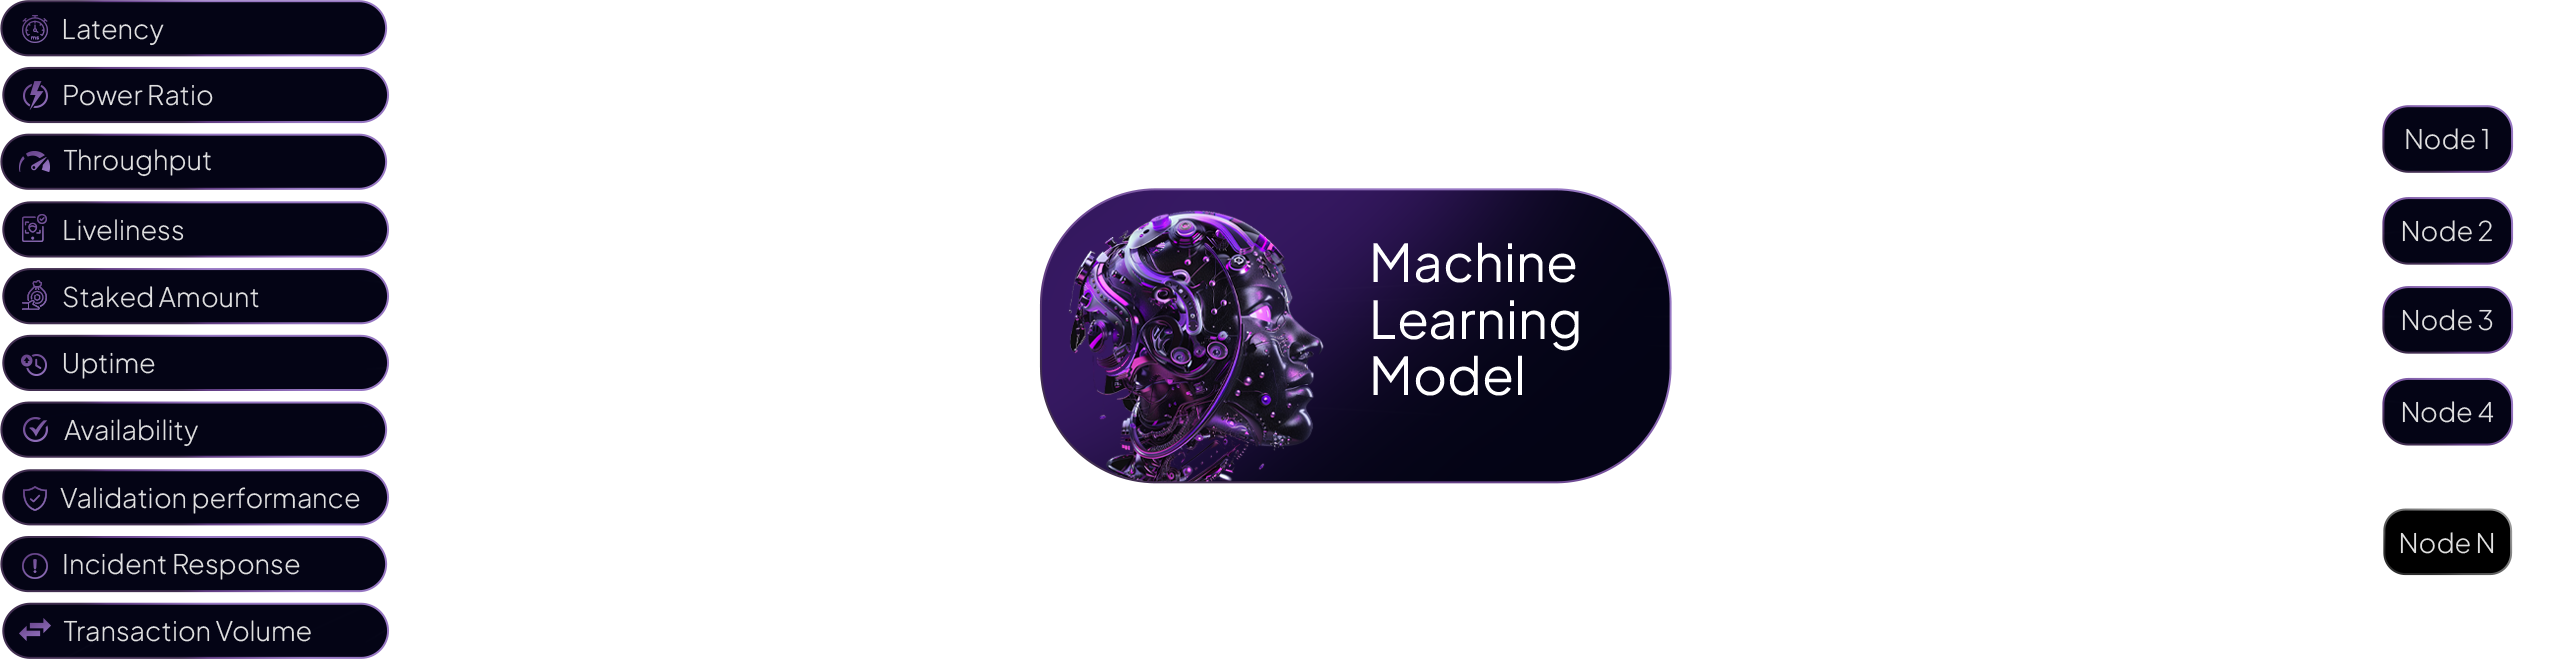 Latency
Power Ratio
Throughput
Liveliness
Staked Amount
Uptime
Availability
Validation performance
Incident Response
Transaction Volume
Machine
Learning
Model
Node 1
Node 2
Node 3
Node 4
Node N